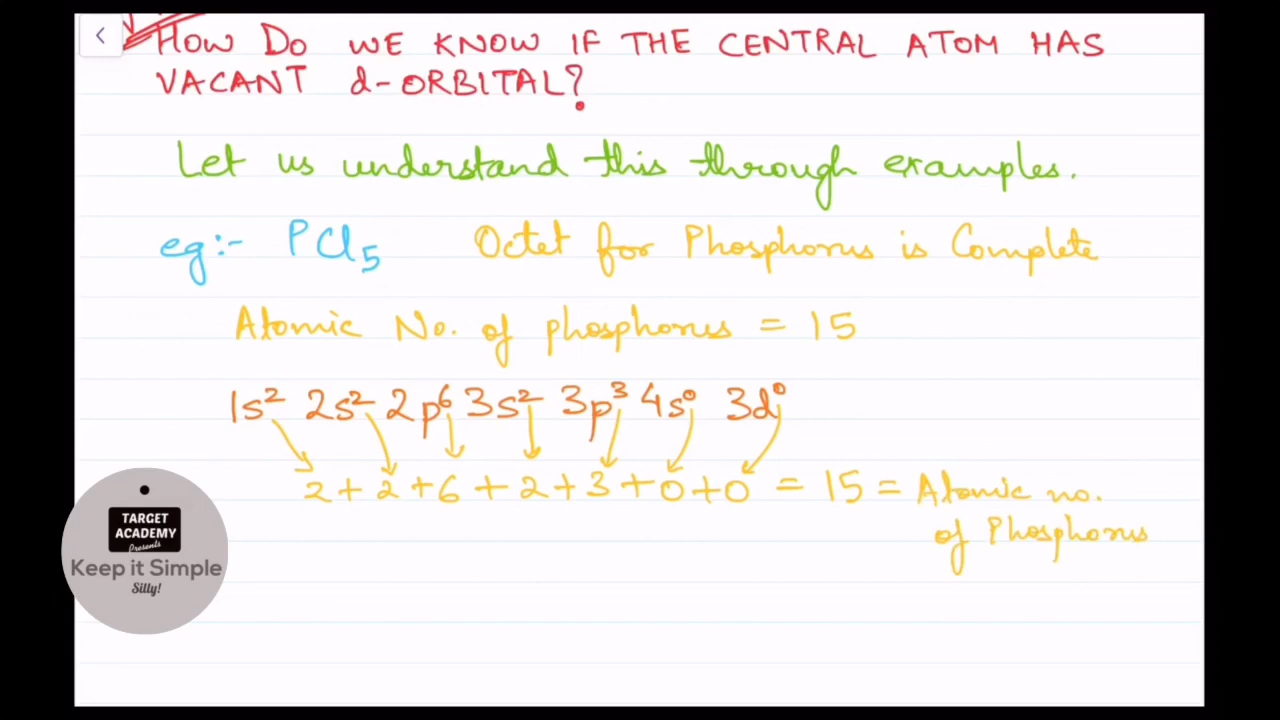 HOW DO WE KNOW IF THE CENTRAL ATOM HAS
VACANT d-ORBITAL?
Let us understand this through examples.
eg:- PCl₅ Octet for Phosphorus is Complete
Atomic No. of phosphorus = 15
1s² 2s² 2p⁶ 3s² 3p³ 4s⁰ 3d⁰
2+2+6+2+3+0+0 = 15 = Atomic no.
of Phosphorus
TARGET
ACADEMY
Presents
Keep it Simple
Silly!